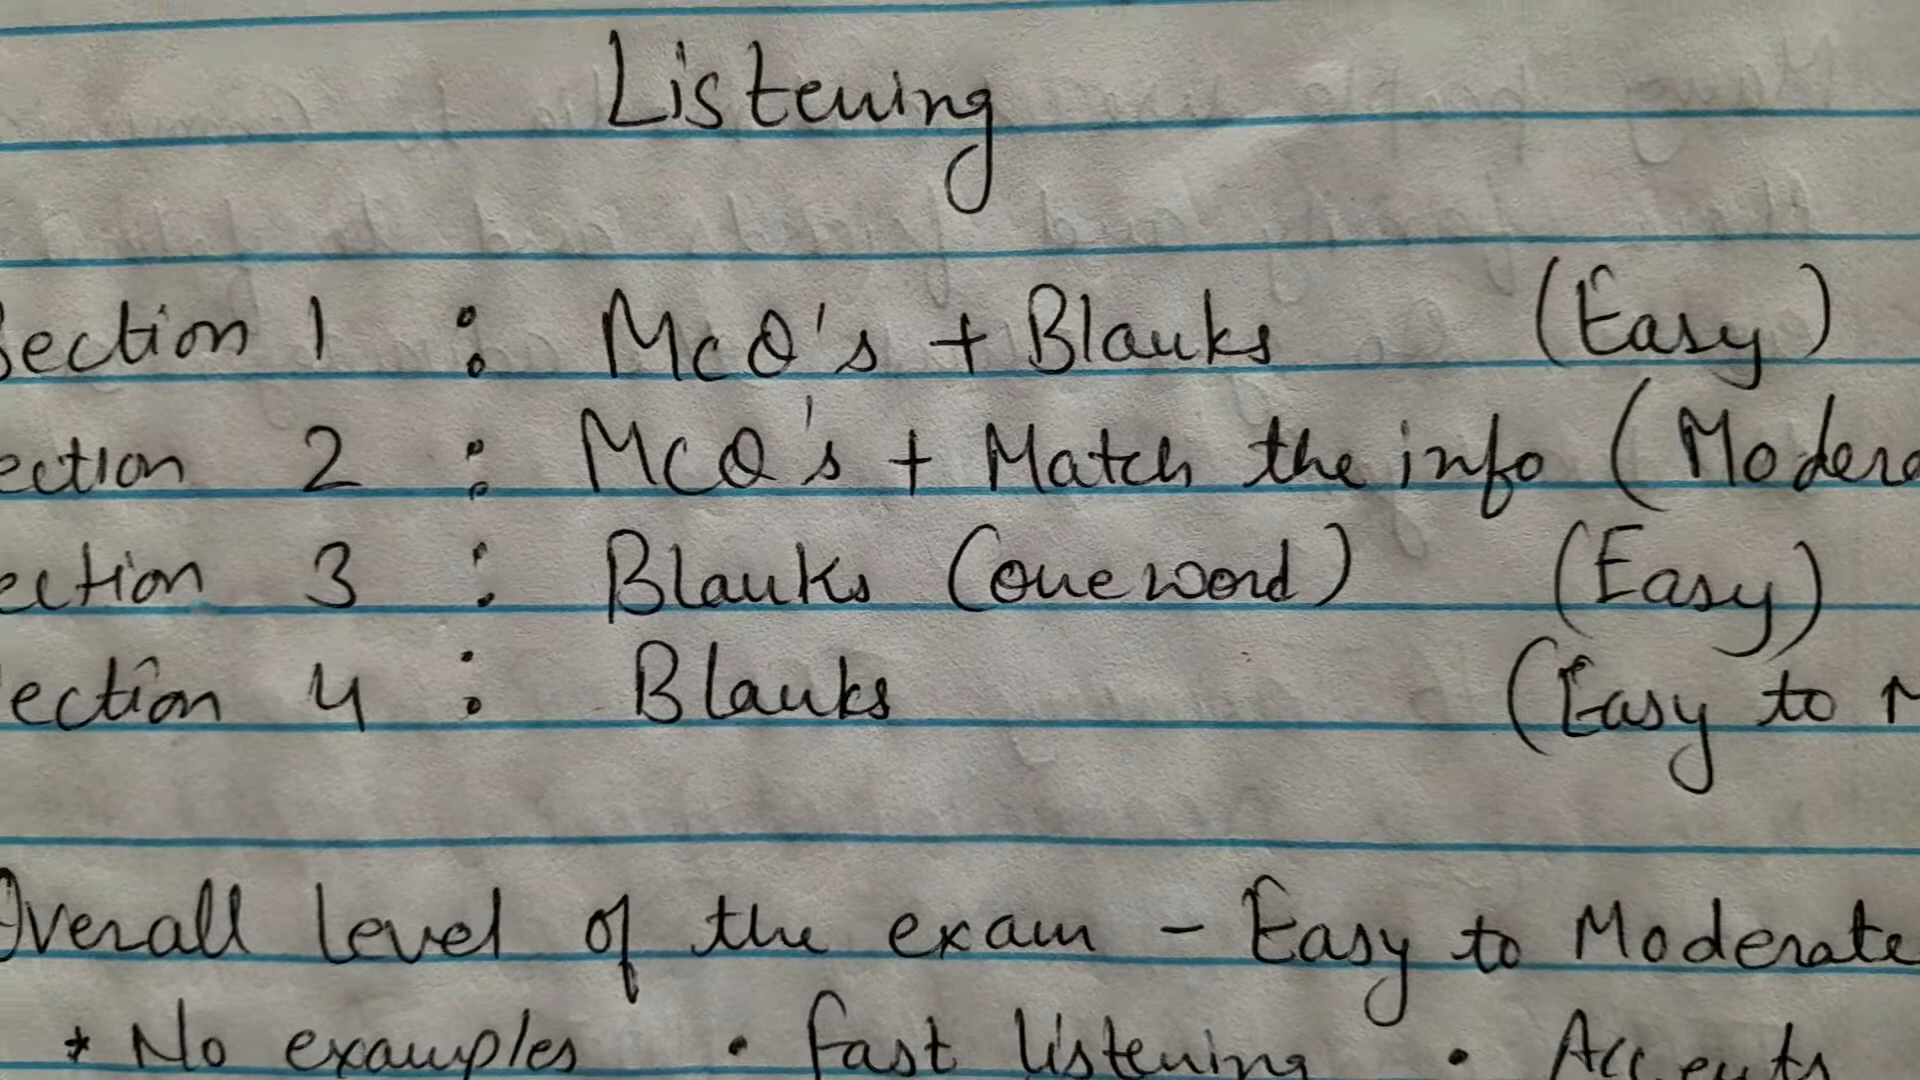 Listening
Section 1 : McQ's + Blanks (Easy)
ection 2 : MCQ's + Match the info (Modera
ection 3 : Blanks (one word) (Easy)
ection 4 : Blanks (Easy to M
Overall level of the exam - Easy to Moderate
* No examples • Fast listening • Accents